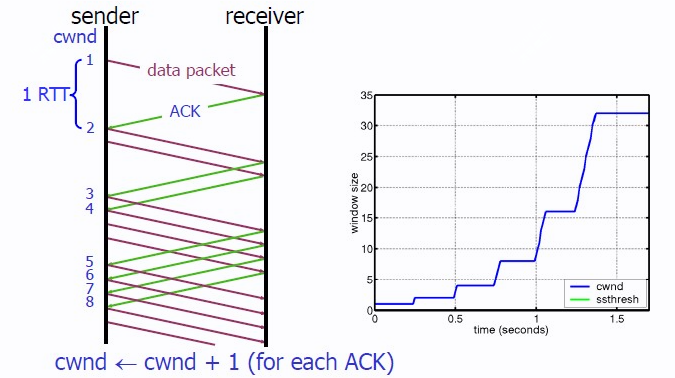 sender
receiver
cwnd
1
data packet
1 RTT
ACK
2
3
4
5
6
7
8
cwnd ← cwnd + 1 (for each ACK)
35
30
25
20
15
10
5
0
window size
0
0.5
1
1.5
time (seconds)
cwnd
ssthresh